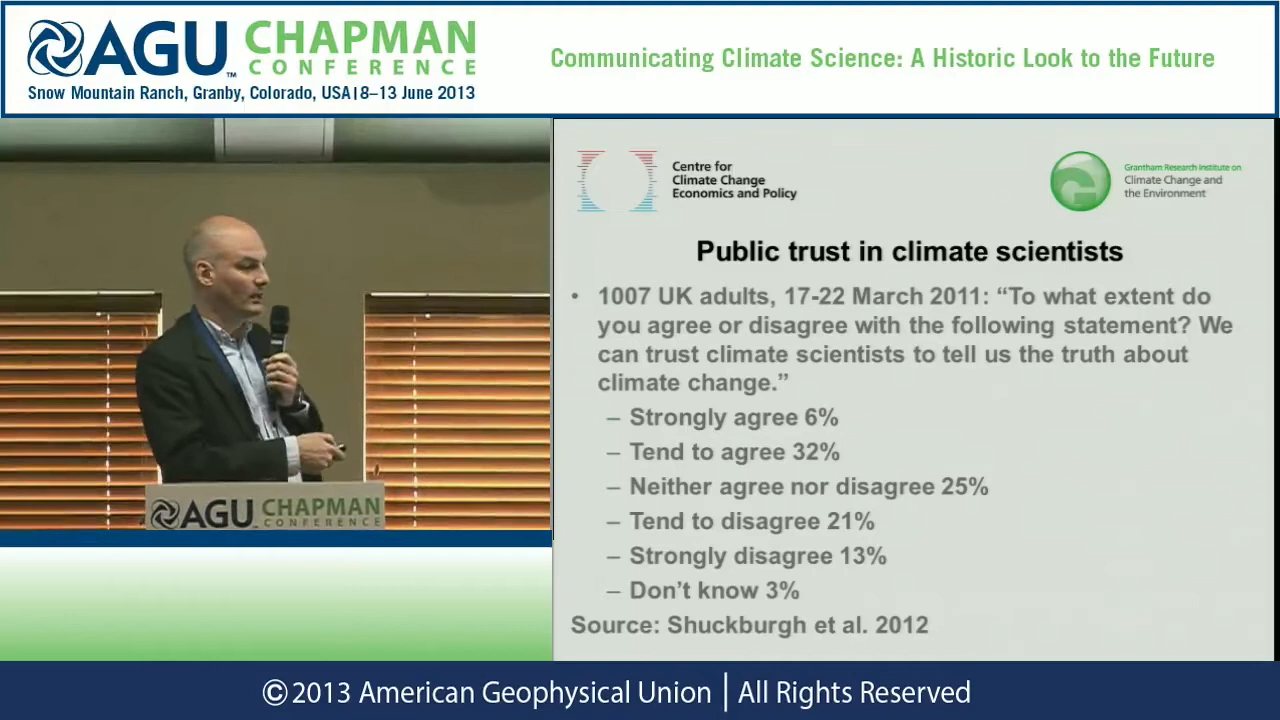 AGU CHAPMAN
CONFERENCE
Snow Mountain Ranch, Granby, Colorado, USA|8–13 June 2013
Communicating Climate Science: A Historic Look to the Future
Centre for
Climate Change
Economics and Policy
Grantham Research Institute on
Climate Change and
the Environment
Public trust in climate scientists
• 1007 UK adults, 17-22 March 2011: “To what extent do
you agree or disagree with the following statement? We
can trust climate scientists to tell us the truth about
climate change.”
– Strongly agree 6%
– Tend to agree 32%
– Neither agree nor disagree 25%
– Tend to disagree 21%
– Strongly disagree 13%
– Don’t know 3%
Source: Shuckburgh et al. 2012
AGU CHAPMAN
CONFERENCE
©2013 American Geophysical Union | All Rights Reserved